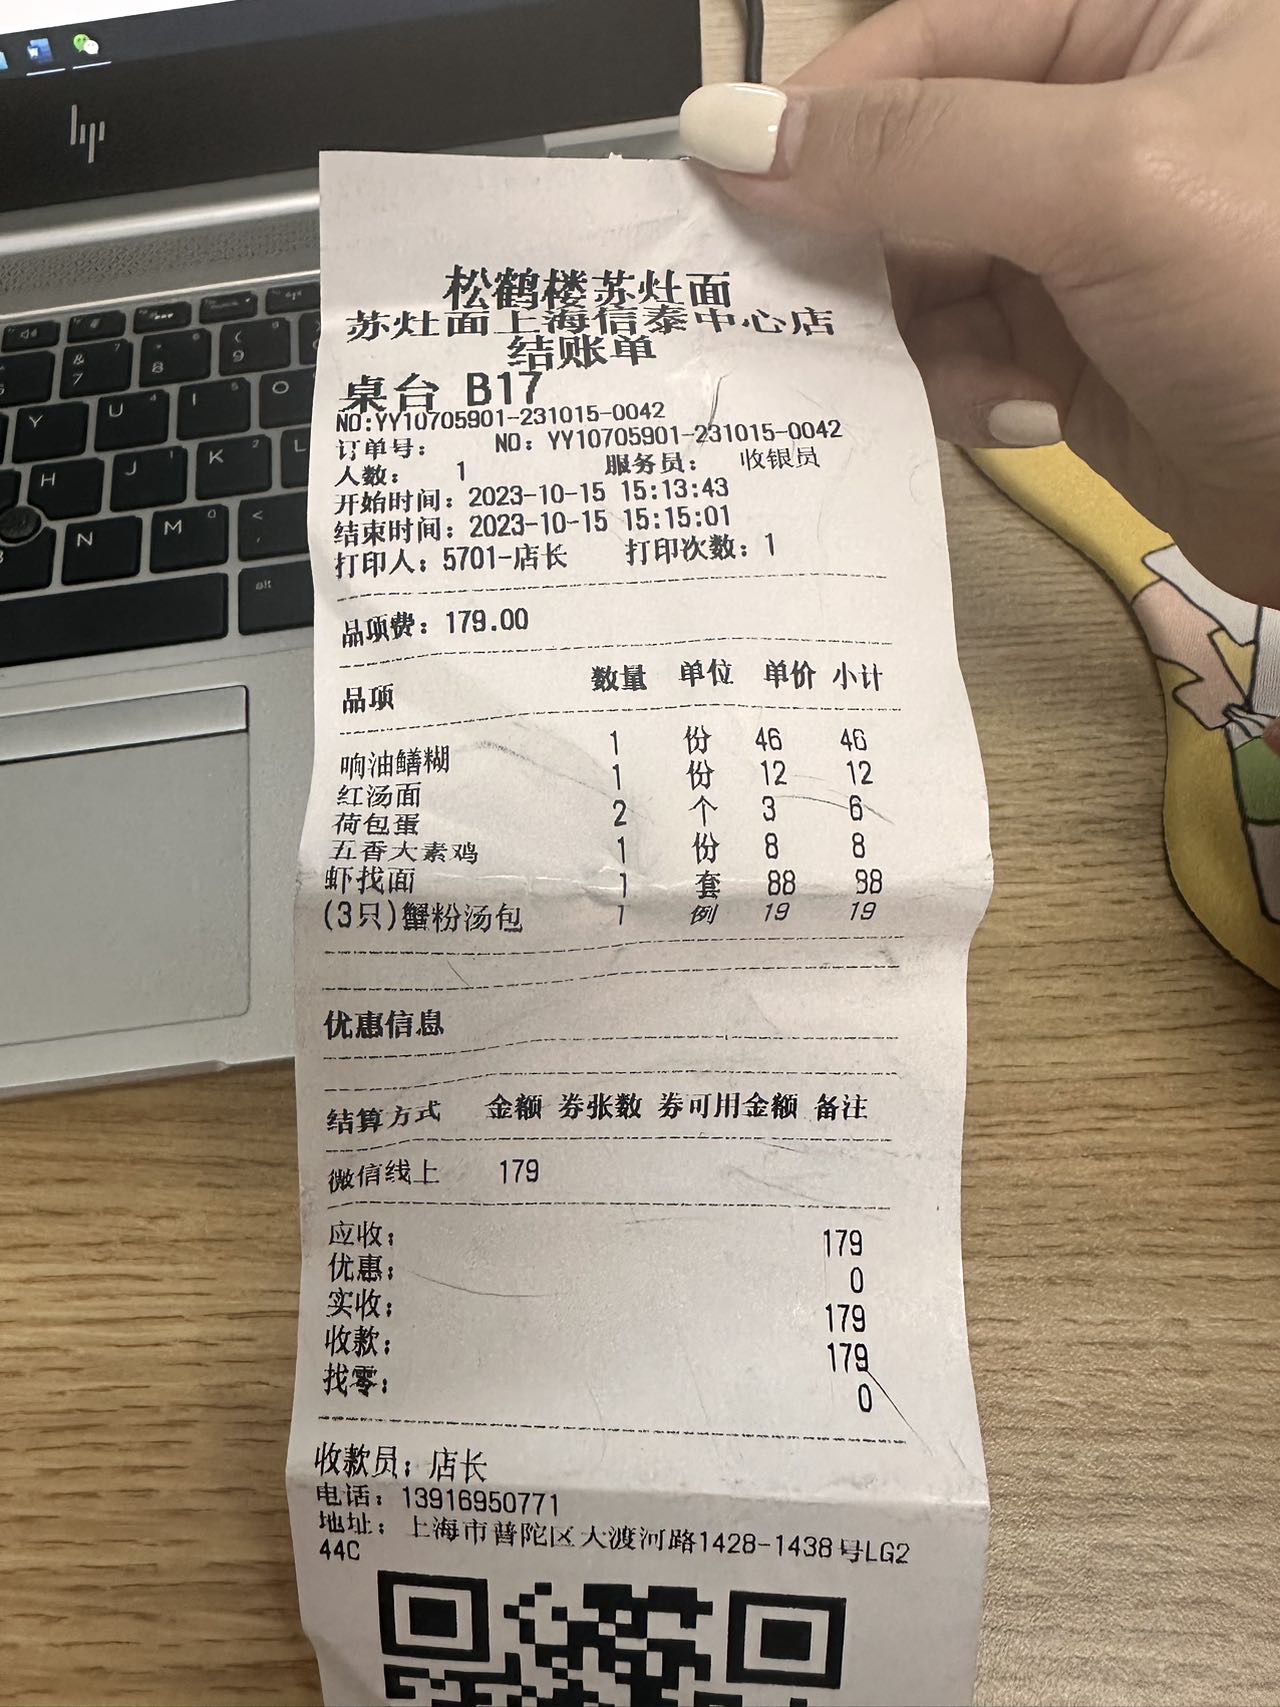 hp
松鹤楼苏灶面
苏灶面上海信泰中心店
结账单
桌台 B17
NO:YY10705901-231015-0042
订单号: NO: YY10705901-231015-0042
人数: 1 服务员: 收银员
开始时间: 2023-10-15 15:13:43
结束时间: 2023-10-15 15:15:01
打印人: 5701-店长 打印次数: 1
品项费: 179.00
品项 数量 单位 单价 小计
响油鳝糊 1 份 46 46
红汤面 1 份 12 12
荷包蛋 2 个 3 6
五香大素鸡 1 份 8 8
虾找面 1 套 88 98
(3只)蟹粉汤包 1 例 19 19
优惠信息
结算方式 金额 券张数 券可用金额 备注
微信线上 179
应收: 179
优惠: 0
实收: 179
收款: 179
找零: 0
收款员: 店长
电话: 13916950771
地址: 上海市普陀区大渡河路1428-1438号LG2
44C
7
8
9
Y
U
I
O
H
J
K
L
N
M
alt